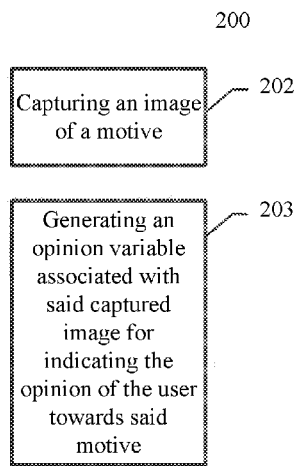 200
202
Capturing an image
of a motive
203
Generating an
opinion variable
associated with
said captured
image for
indicating the
opinion of the user
towards said
motive